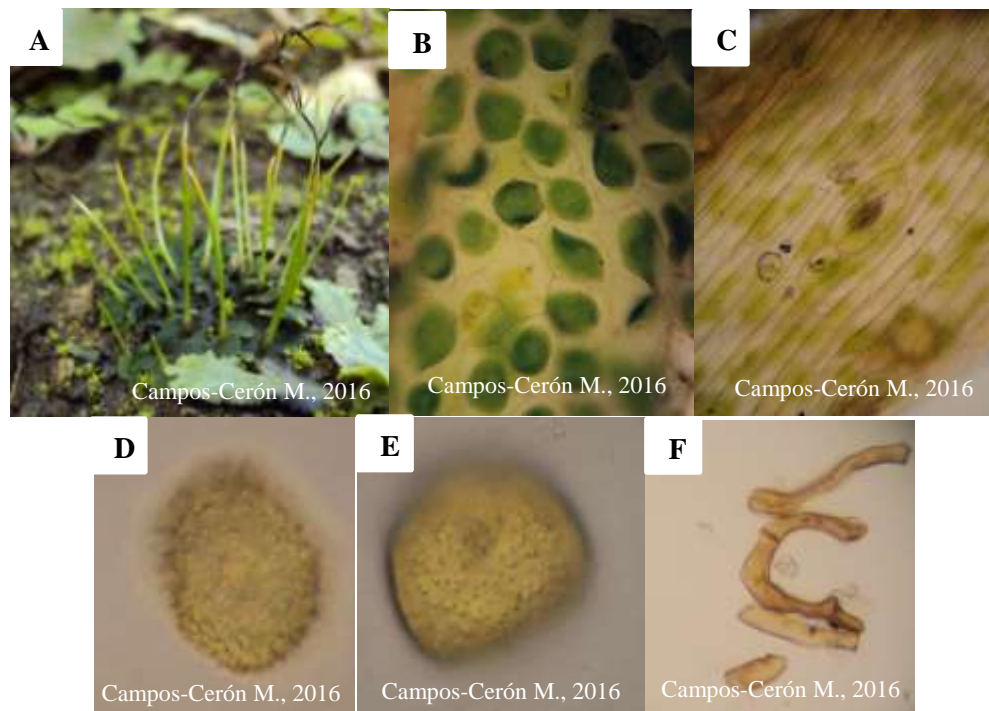 A
B
C
Campos-Cerón M., 2016
Campos-Cerón M., 2016
Campos-Cerón M., 2016
D
E
F
Campos-Cerón M., 2016
Campos-Cerón M., 2016
Campos-Cerón M., 2016